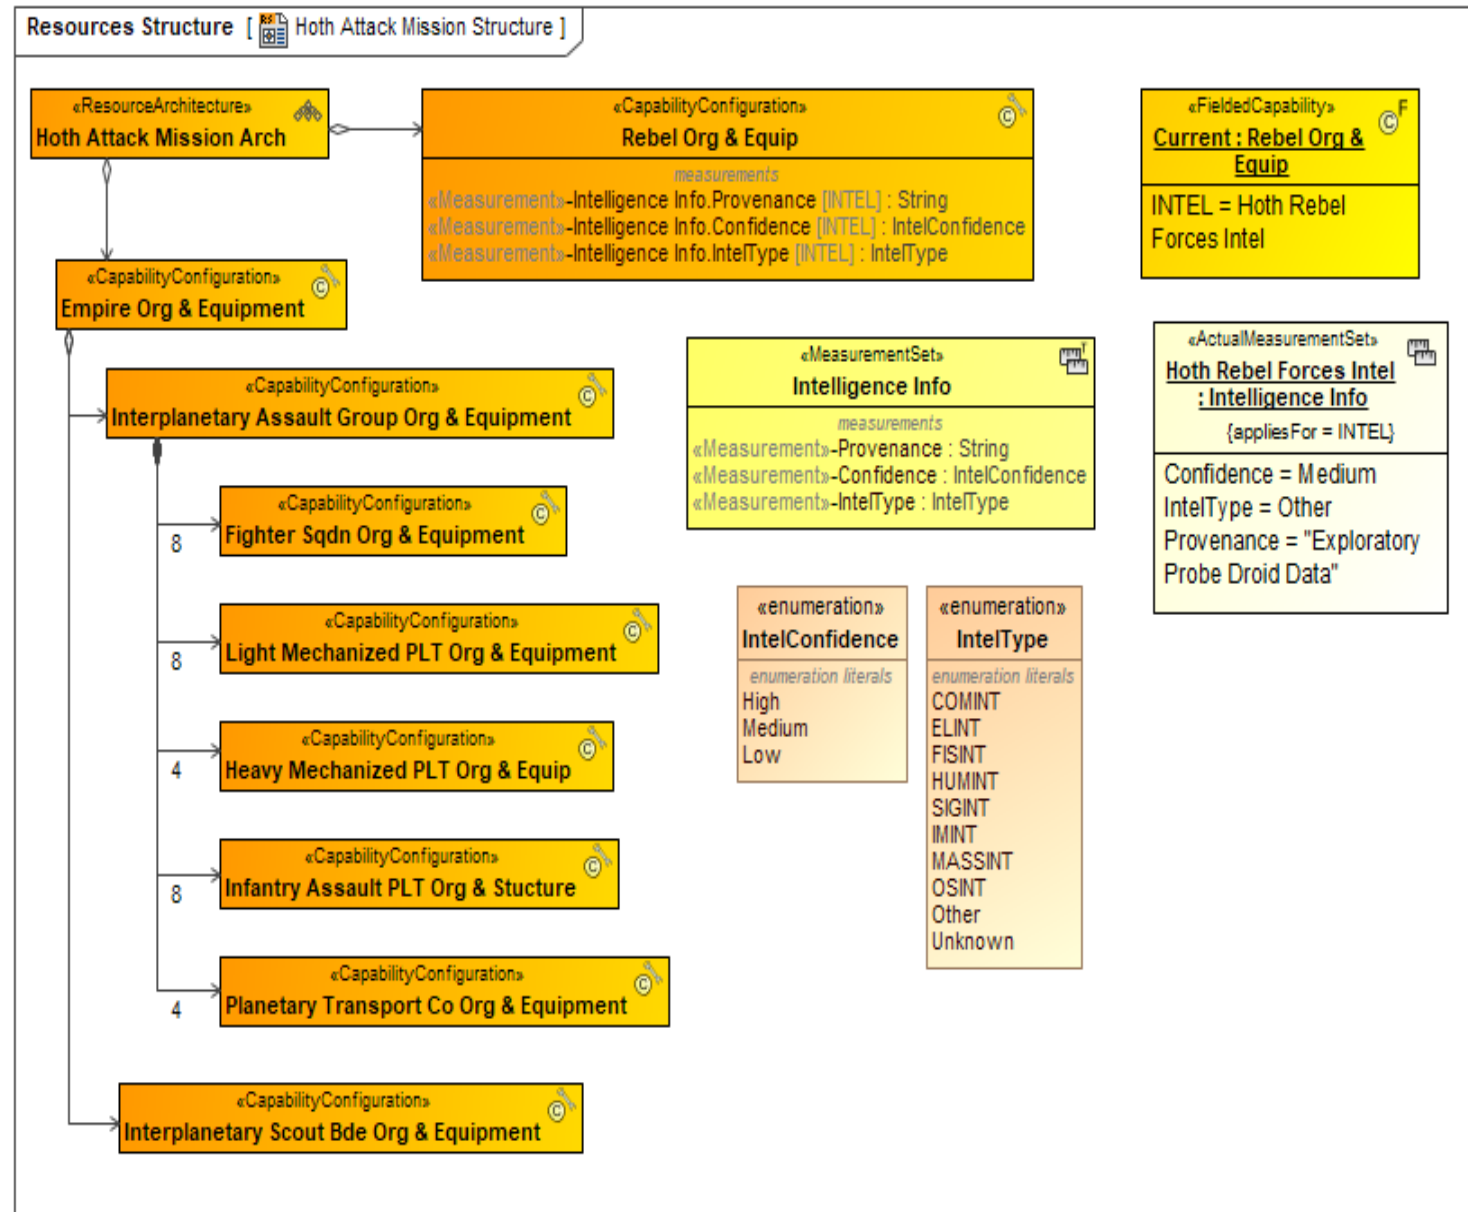 Resources Structure [ Hoth Attack Mission Structure ]
«ResourceArchitecture»
Hoth Attack Mission Arch
«CapabilityConfiguration»
Rebel Org & Equip
measurements
«Measurement»-Intelligence Info.Provenance [INTEL] : String
«Measurement»-Intelligence Info.Confidence [INTEL] : IntelConfidence
«Measurement»-Intelligence Info.IntelType [INTEL] : IntelType
«FieldedCapability»
Current : Rebel Org &
Equip
INTEL = Hoth Rebel
Forces Intel
«CapabilityConfiguration»
Empire Org & Equipment
«CapabilityConfiguration»
Interplanetary Assault Group Org & Equipment
«CapabilityConfiguration»
Fighter Sqdn Org & Equipment
8
«CapabilityConfiguration»
Light Mechanized PLT Org & Equipment
8
«CapabilityConfiguration»
Heavy Mechanized PLT Org & Equip
4
«CapabilityConfiguration»
Infantry Assault PLT Org & Stucture
8
«CapabilityConfiguration»
Planetary Transport Co Org & Equipment
4
«CapabilityConfiguration»
Interplanetary Scout Bde Org & Equipment
«MeasurementSet»
Intelligence Info
measurements
«Measurement»-Provenance : String
«Measurement»-Confidence : IntelConfidence
«Measurement»-IntelType : IntelType
«ActualMeasurementSet»
Hoth Rebel Forces Intel
: Intelligence Info
{appliesFor = INTEL}
Confidence = Medium
IntelType = Other
Provenance = "Exploratory
Probe Droid Data"
«enumeration»
IntelConfidence
enumeration literals
High
Medium
Low
«enumeration»
IntelType
enumeration literals
COMINT
ELINT
FISINT
HUMINT
SIGINT
IMINT
MASSINT
OSINT
Other
Unknown